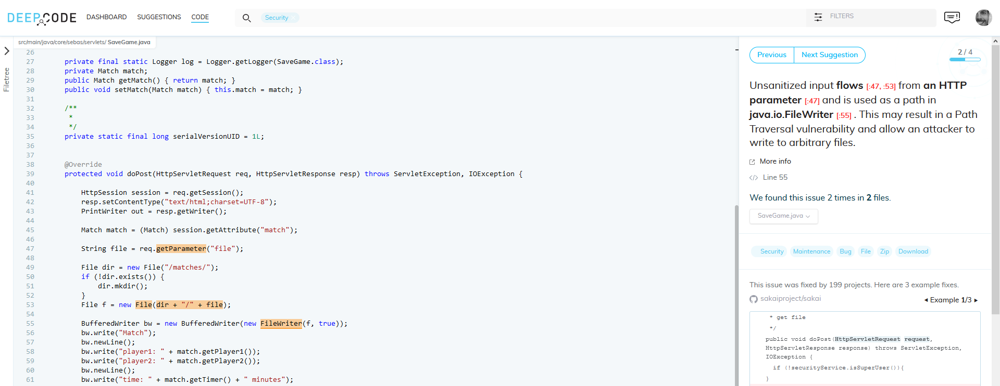 DEEPCODE DASHBOARD SUGGESTIONS CODE Security × FILTERS
src/main/java/core/sebas/servlets/ SaveGame.java
Filetree
26
27 private final static Logger log = Logger.getLogger(SaveGame.class);
28 private Match match;
29 public Match getMatch() { return match; }
30 public void setMatch(Match match) { this.match = match; }
31
32 /**
33 *
34 */
35 private static final long serialVersionUID = 1L;
36
37
38 @Override
39 protected void doPost(HttpServletRequest req, HttpServletResponse resp) throws ServletException, IOException {
40
41 HttpSession session = req.getSession();
42 resp.setContentType("text/html;charset=UTF-8");
43 PrintWriter out = resp.getWriter();
44
45 Match match = (Match) session.getAttribute("match");
46
47 String file = req.getParameter("file");
48
49 File dir = new File("/matches/");
50 if (!dir.exists()) {
51 dir.mkdir();
52 }
53 File f = new File(dir + "/" + file);
54
55 BufferedWriter bw = new BufferedWriter(new FileWriter(f, true));
56 bw.write("Match");
57 bw.newLine();
58 bw.write("player1: " + match.getPlayer1());
59 bw.write("player2: " + match.getPlayer2());
60 bw.newLine();
61 bw.write("time: " + match.getTimer() + " minutes");
Previous Next Suggestion 2 / 4
Unsanitized input flows [:47, :53] from an HTTP
parameter [:47] and is used as a path in
java.io.FileWriter [:55] . This may result in a Path
Traversal vulnerability and allow an attacker to
write to arbitrary files.
More info
</> Line 55
We found this issue 2 times in 2 files.
SaveGame.java
Security Maintenance Bug File Zip Download
This issue was fixed by 199 projects. Here are 3 example fixes.
sakaiproject/sakai ◄ Example 1/3 ►
* get file
*/
public void doPost(HttpServletRequest request,
HttpServletResponse response) throws ServletException,
IOException {
if (!securityService.isSuperUser()){
}